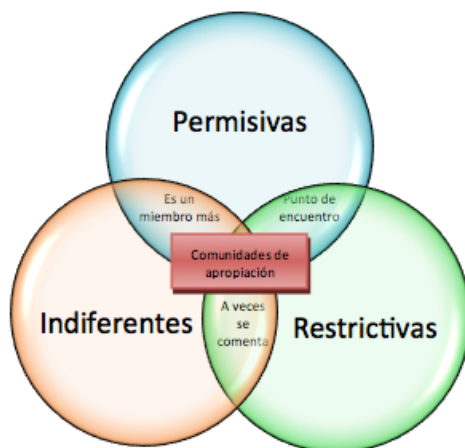 Permisivas
Es un
miembro más
Punto de
encuentro
Comunidades de
apropiación
Indiferentes
A veces
se
comenta
Restrictivas